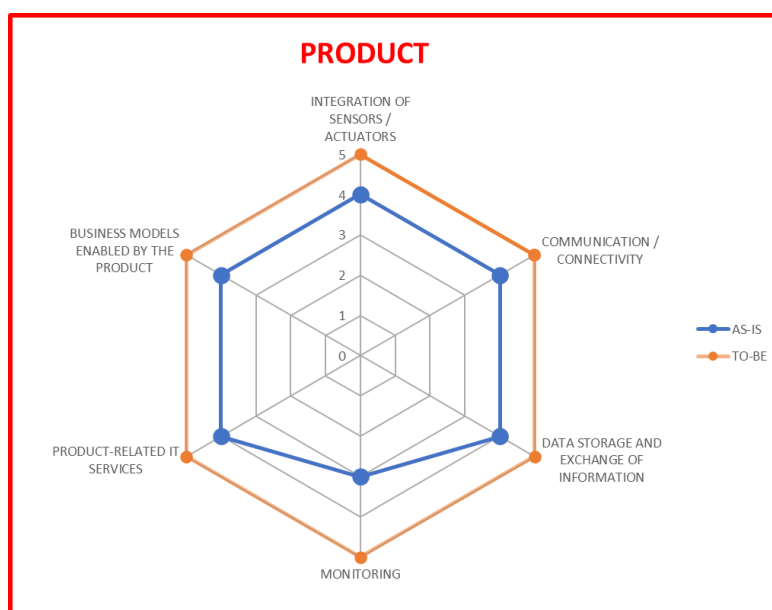 PRODUCT
INTEGRATION OF
SENSORS /
ACTUATORS
5
4
3
2
1
0
BUSINESS MODELS
ENABLED BY THE
PRODUCT
COMMUNICATION /
CONNECTIVITY
AS-IS
TO-BE
PRODUCT-RELATED IT
SERVICES
DATA STORAGE AND
EXCHANGE OF
INFORMATION
MONITORING